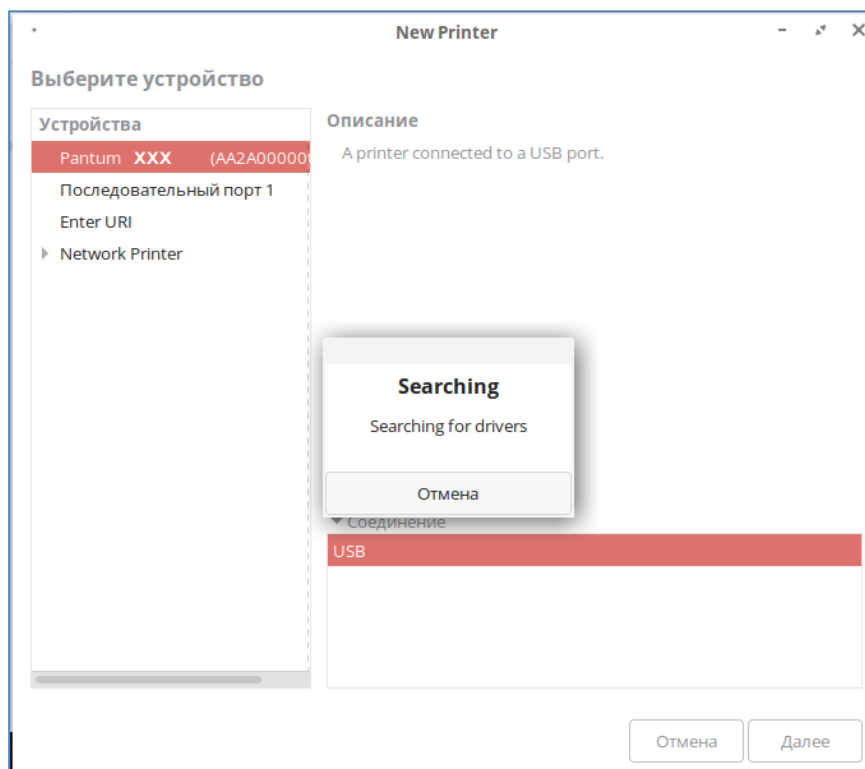 New Printer
Выберите устройство
Устройства
Pantum XXX (AA2A00000
Последовательный порт 1
Enter URI
Network Printer
Описание
A printer connected to a USB port.
Searching
Searching for drivers
Отмена
Соединение
USB
Отмена
Далее